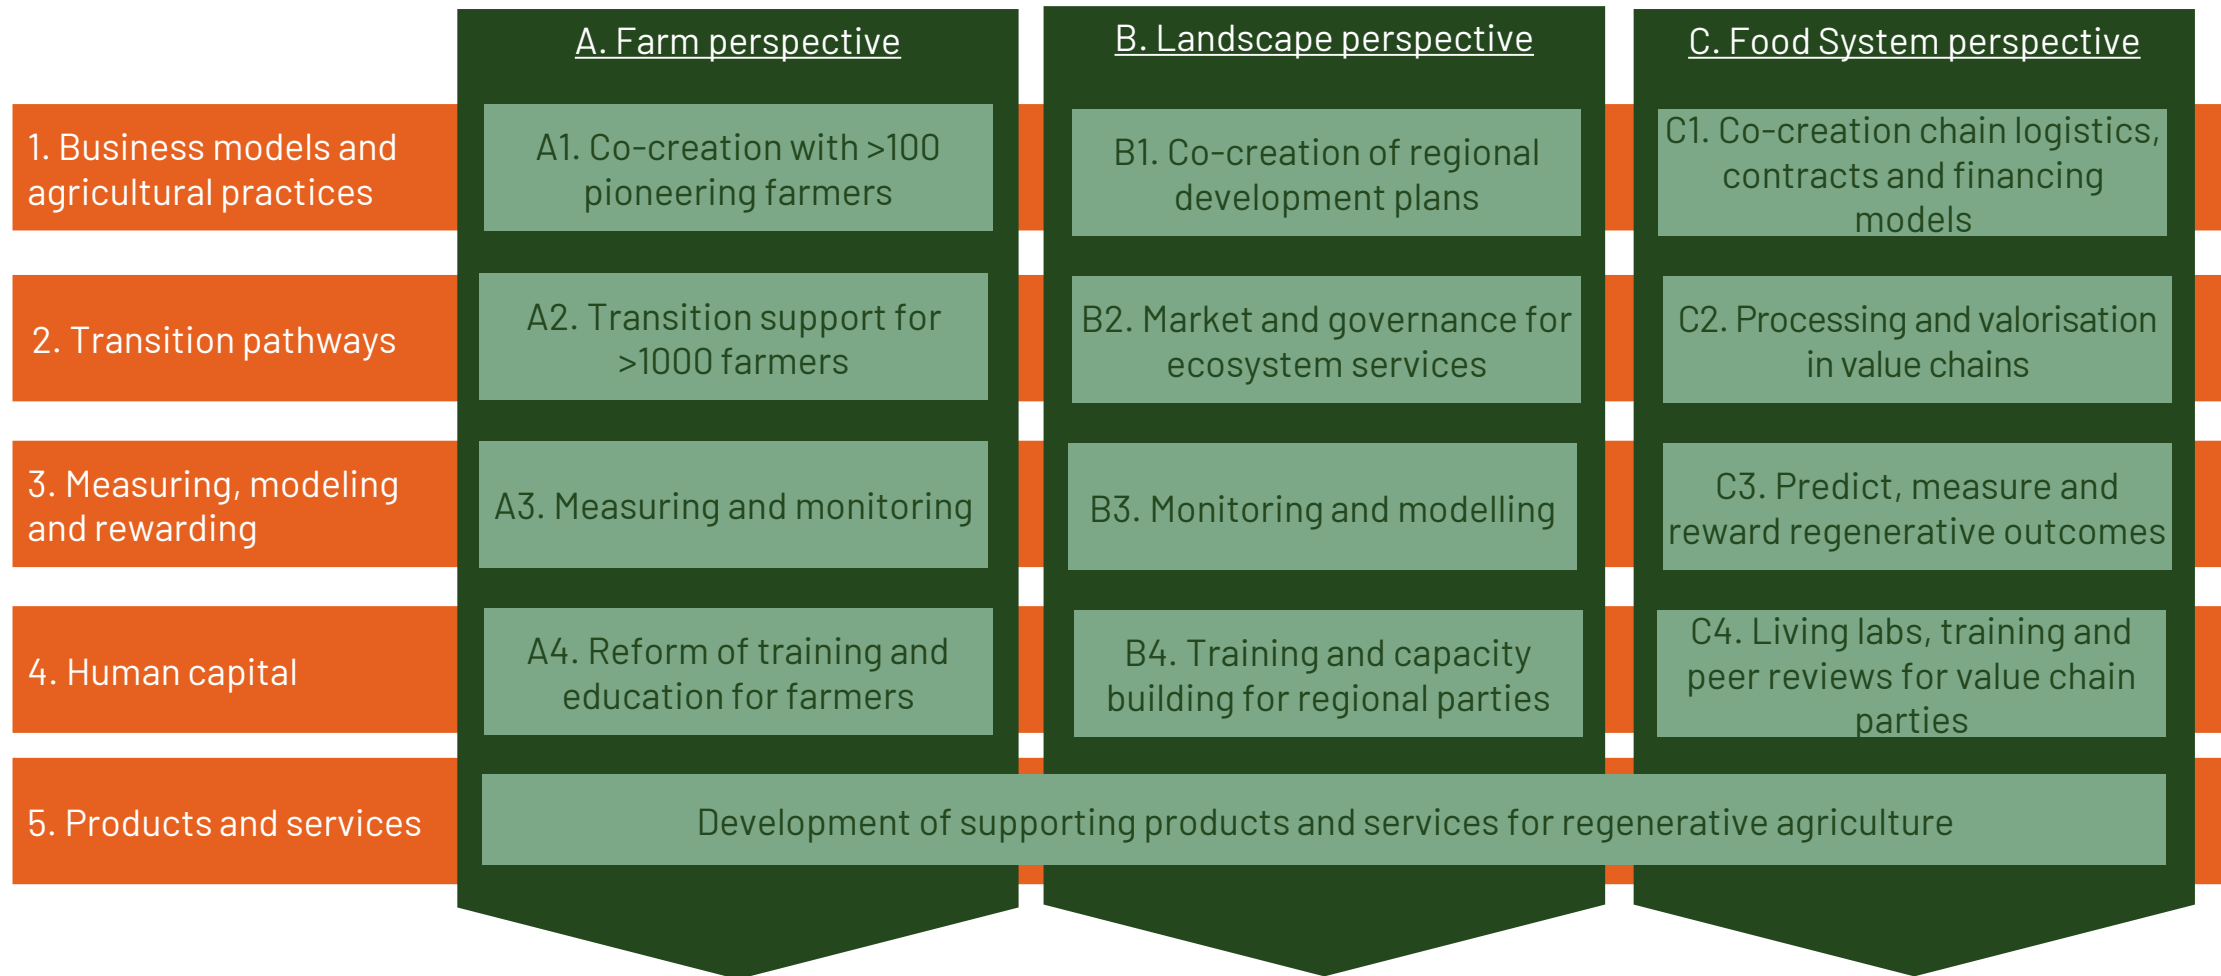 A. Farm perspective
B. Landscape perspective
C. Food System perspective
1. Business models and
agricultural practices
A1. Co-creation with >100
pioneering farmers
B1. Co-creation of regional
development plans
C1. Co-creation chain logistics,
contracts and financing
models
2. Transition pathways
A2. Transition support for
>1000 farmers
B2. Market and governance for
ecosystem services
C2. Processing and valorisation
in value chains
3. Measuring, modeling
and rewarding
A3. Measuring and monitoring
B3. Monitoring and modelling
C3. Predict, measure and
reward regenerative outcomes
4. Human capital
A4. Reform of training and
education for farmers
B4. Training and capacity
building for regional parties
C4. Living labs, training and
peer reviews for value chain
parties
5. Products and services
Development of supporting products and services for regenerative agriculture